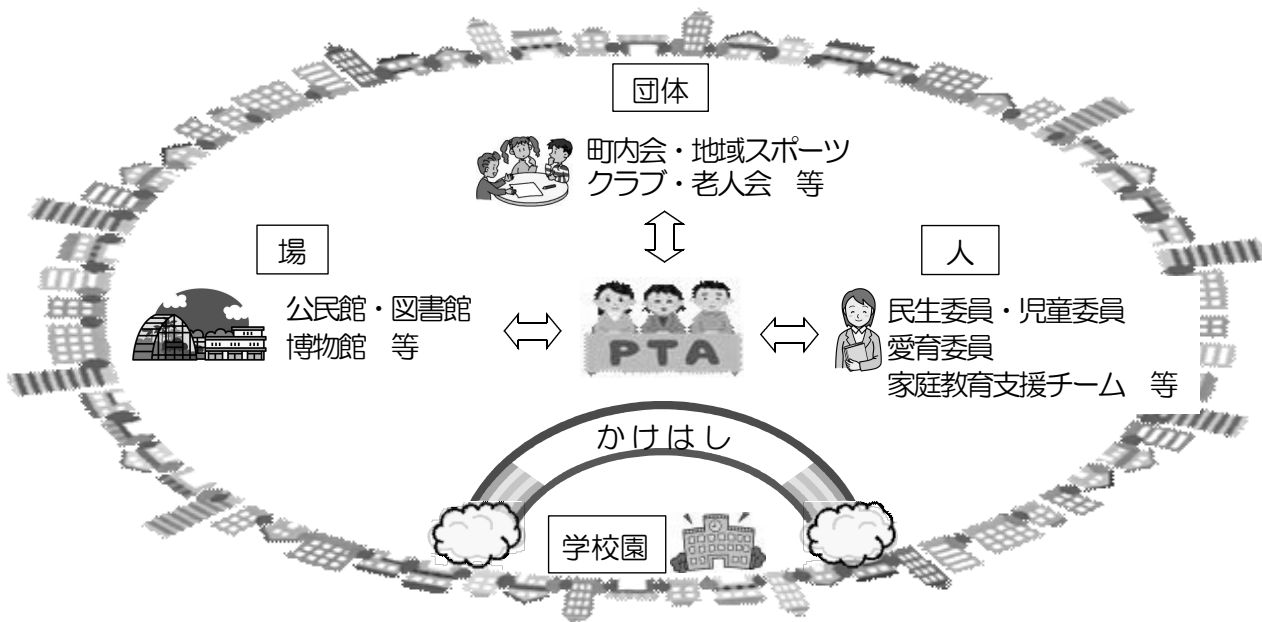 団体
町内会・地域スポーツ
クラブ・老人会 等
場
公民館・図書館
博物館 等
人
民生委員・児童委員
愛育委員
家庭教育支援チーム 等
PTA
かけはし
学校園